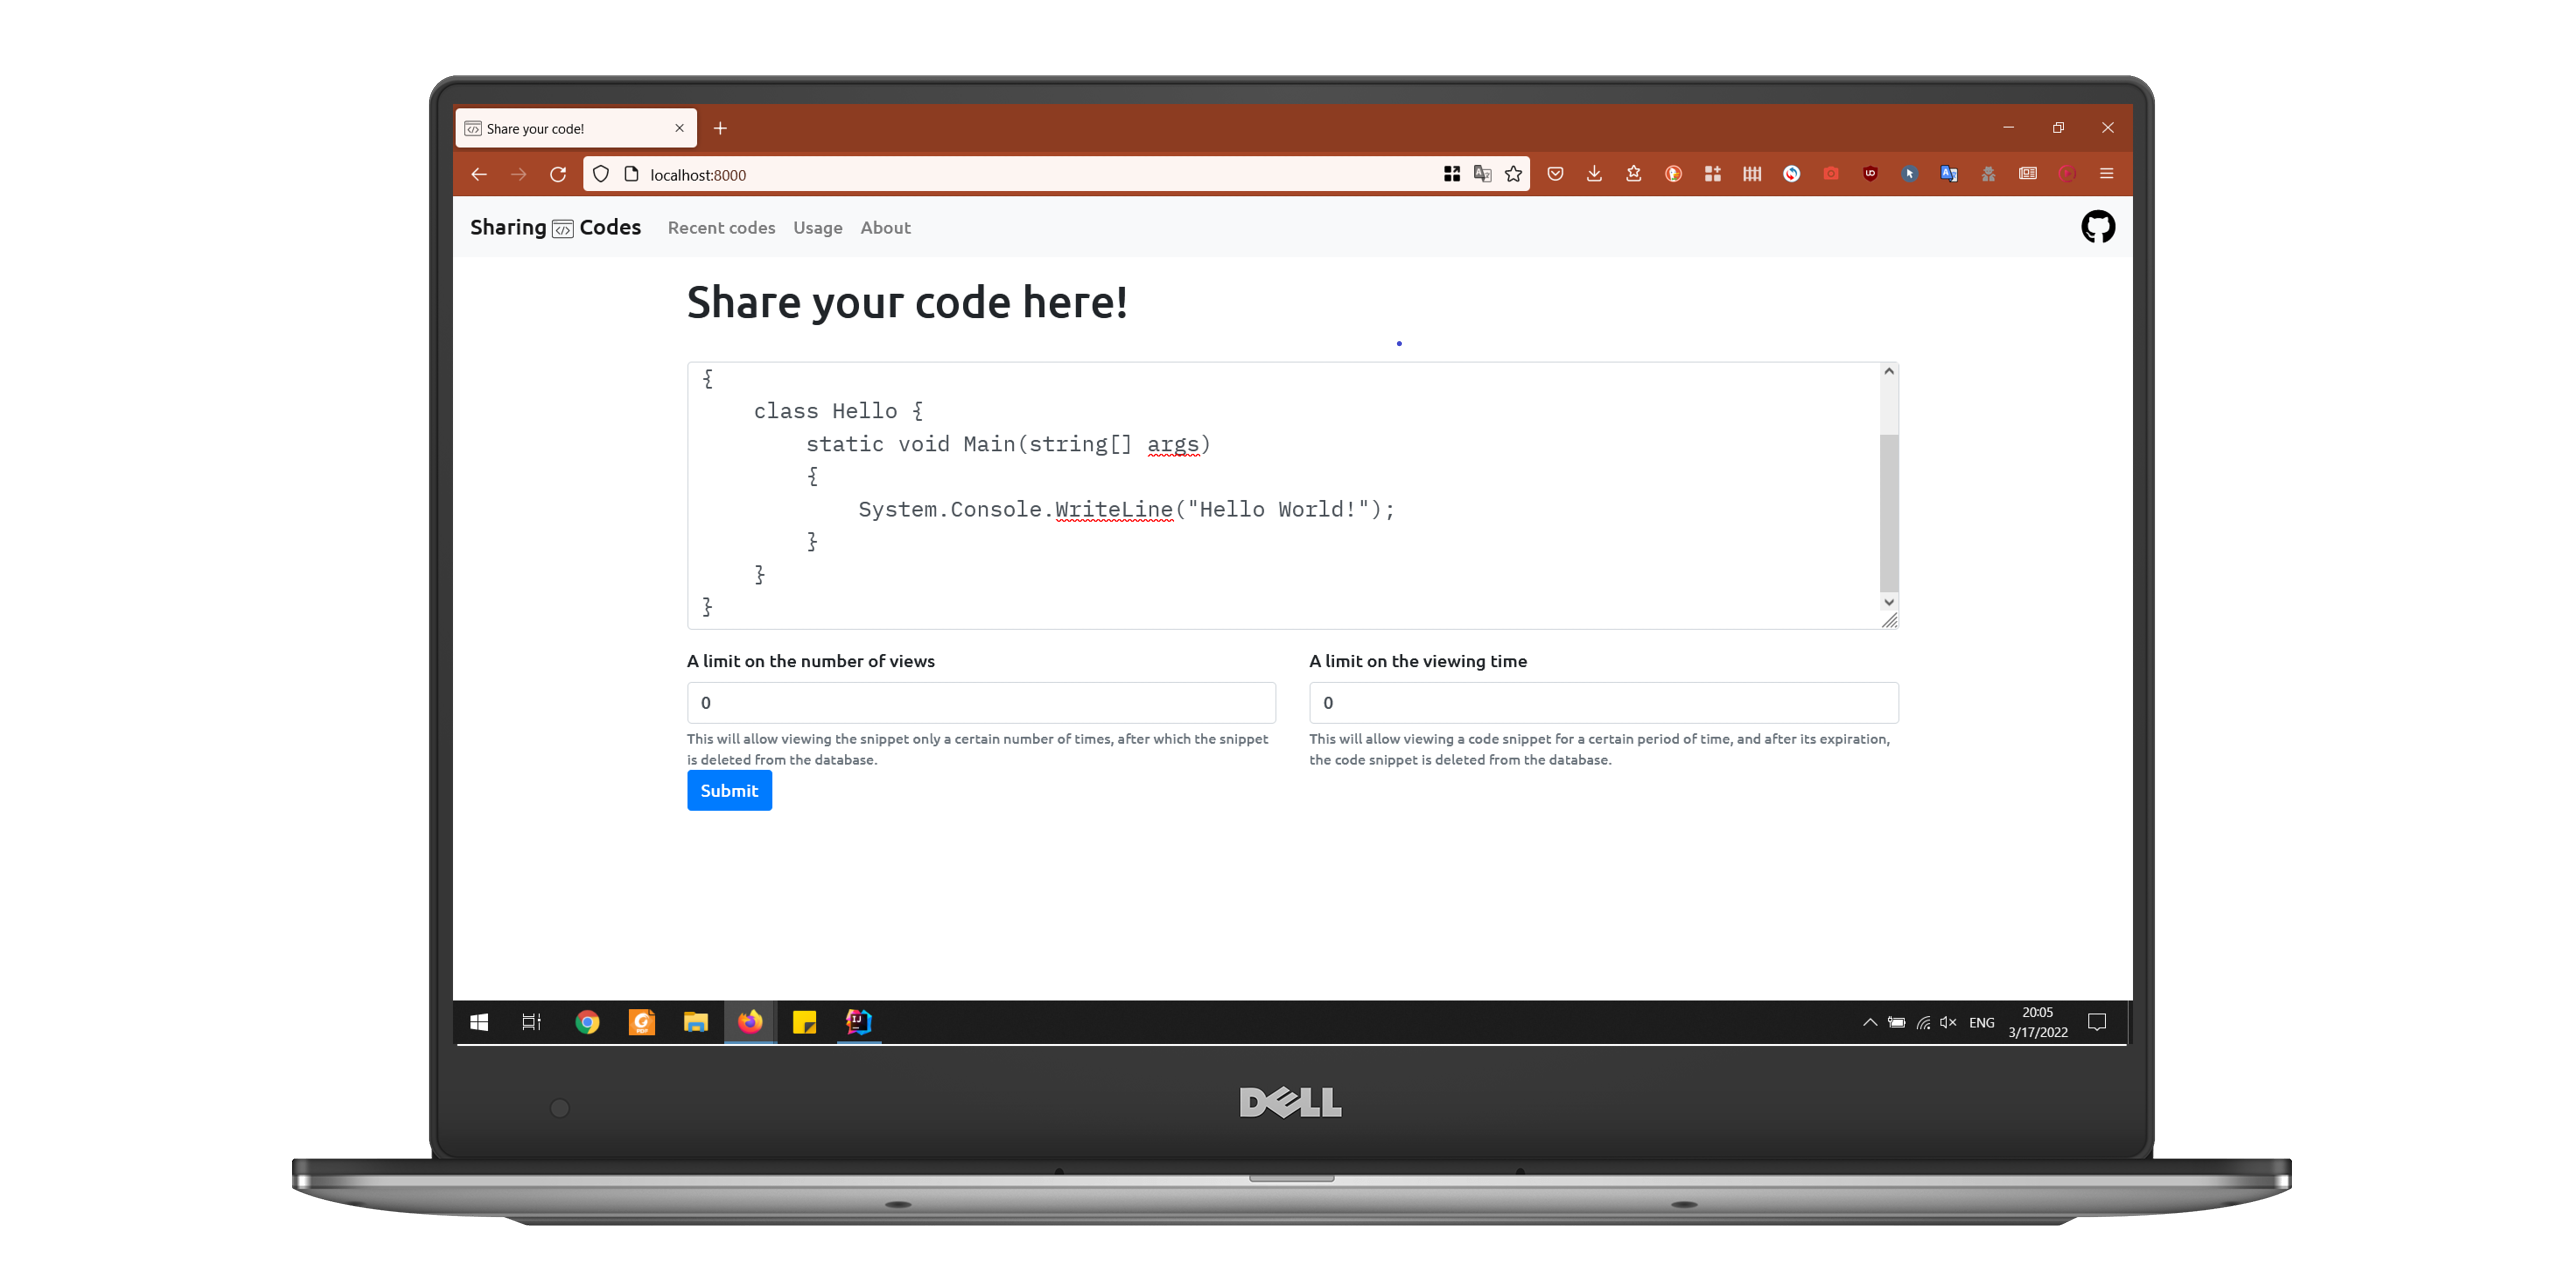 Share your code!
localhost:8000
Sharing </> Codes Recent codes Usage About
Share your code here!
{
    class Hello {
        static void Main(string[] args)
        {
            System.Console.WriteLine("Hello World!");
        }
    }
}
A limit on the number of views
0
This will allow viewing the snippet only a certain number of times, after which the snippet
is deleted from the database.
A limit on the viewing time
0
This will allow viewing a code snippet for a certain period of time, and after its expiration,
the code snippet is deleted from the database.
Submit
ENG
20:05
3/17/2022
DELL